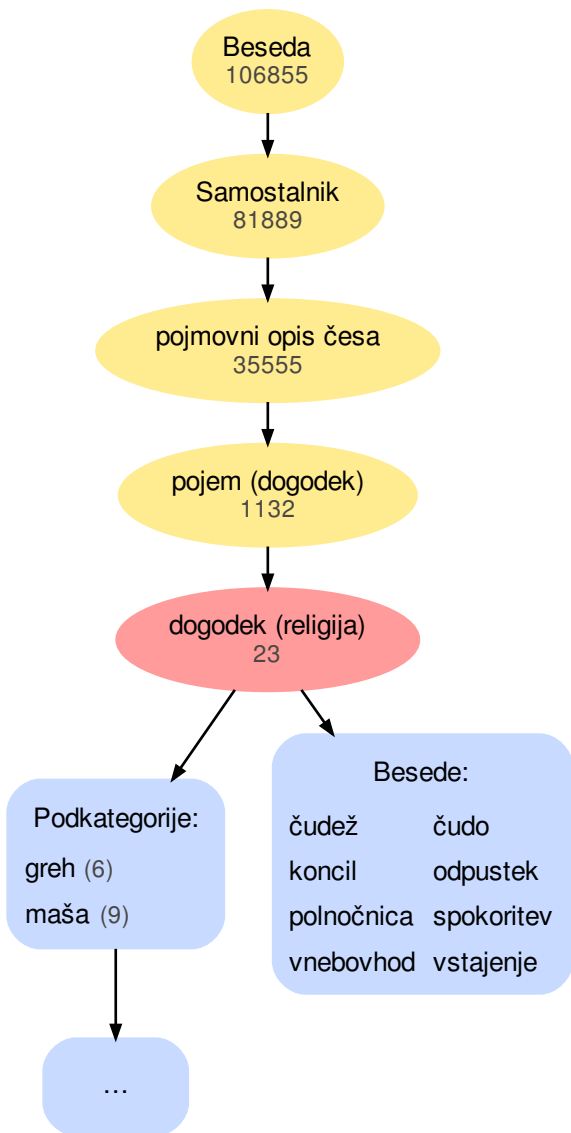 Beseda
106855
Samostalnik
81889
pojmovni opis česa
35555
pojem (dogodek)
1132
dogodek (religija)
23
Podkategorije:
greh (6)
maša (9)
...
Besede:
čudež čudo
koncil odpustek
polnočnica spokoritev
vnebovhod vstajenje